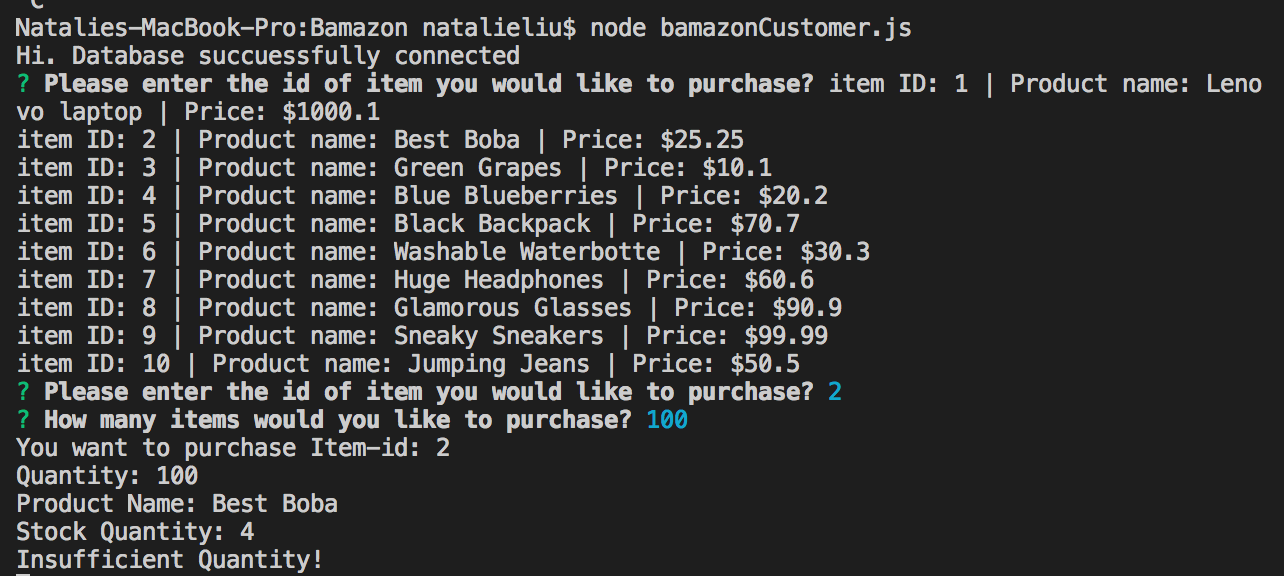 C
Natalies-MacBook-Pro:Bamazon natalieliu$ node bamazonCustomer.js
Hi. Database succuessfully connected
? Please enter the id of item you would like to purchase? item ID: 1 | Product name: Leno
vo laptop | Price: $1000.1
item ID: 2 | Product name: Best Boba | Price: $25.25
item ID: 3 | Product name: Green Grapes | Price: $10.1
item ID: 4 | Product name: Blue Blueberries | Price: $20.2
item ID: 5 | Product name: Black Backpack | Price: $70.7
item ID: 6 | Product name: Washable Waterbotte | Price: $30.3
item ID: 7 | Product name: Huge Headphones | Price: $60.6
item ID: 8 | Product name: Glamorous Glasses | Price: $90.9
item ID: 9 | Product name: Sneaky Sneakers | Price: $99.99
item ID: 10 | Product name: Jumping Jeans | Price: $50.5
? Please enter the id of item you would like to purchase? 2
? How many items would you like to purchase? 100
You want to purchase Item-id: 2
Quantity: 100
Product Name: Best Boba
Stock Quantity: 4
Insufficient Quantity!